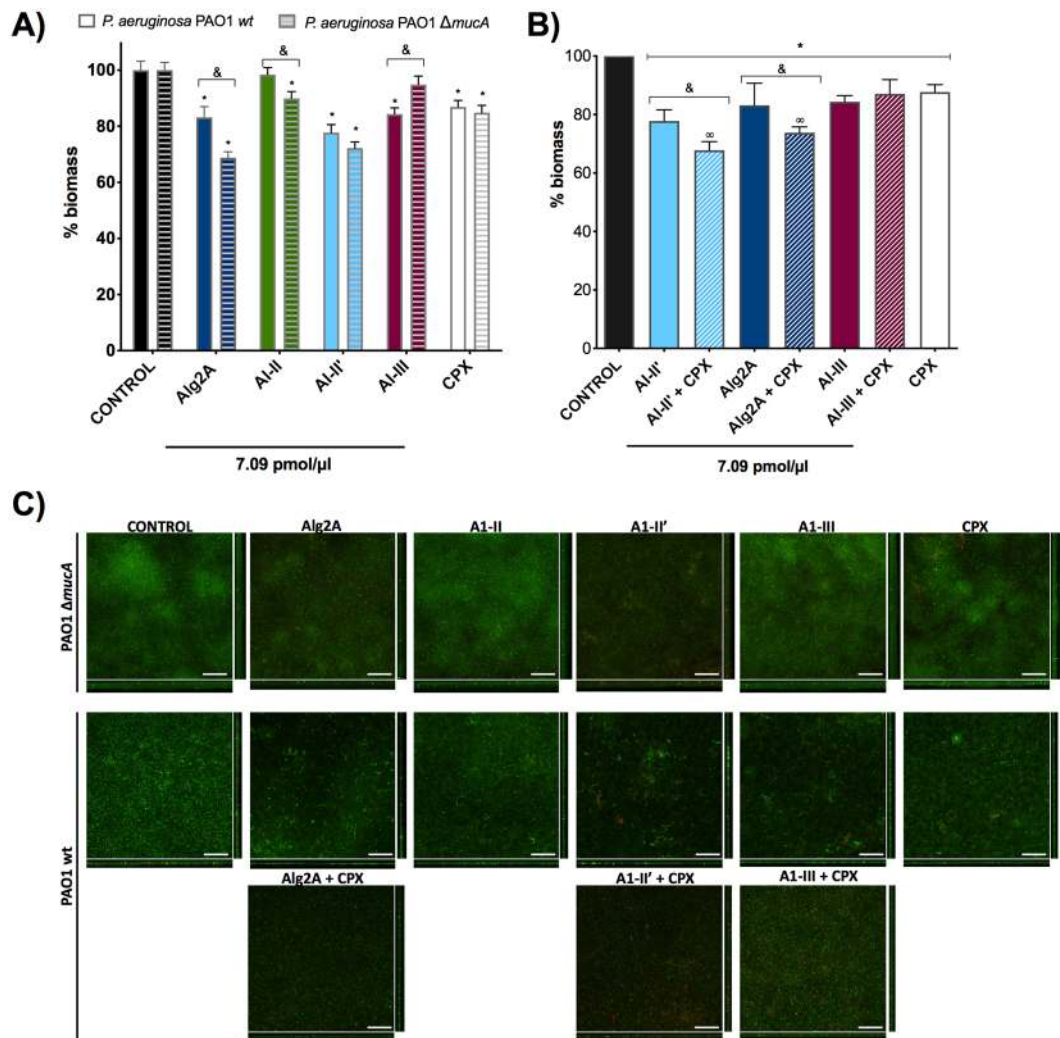 A)
P. aeruginosa PAO1 wt
P. aeruginosa PAO1 ΔmucA
% biomass
100
80
60
40
20
0
&
&
&
*
*
*
*
*
*
*
*
CONTROL
Alg2A
AI-II
AI-II'
AI-III
CPX
7.09 pmol/µl
B)
% biomass
100
80
60
40
20
0
*
&
&
∞
∞
CONTROL
AI-II'
AI-II' + CPX
Alg2A
Alg2A + CPX
AI-III
AI-III + CPX
CPX
7.09 pmol/µl
C)
CONTROL
Alg2A
A1-II
A1-II'
A1-III
CPX
PAO1 ΔmucA
PAO1 wt
Alg2A + CPX
A1-II' + CPX
A1-III + CPX